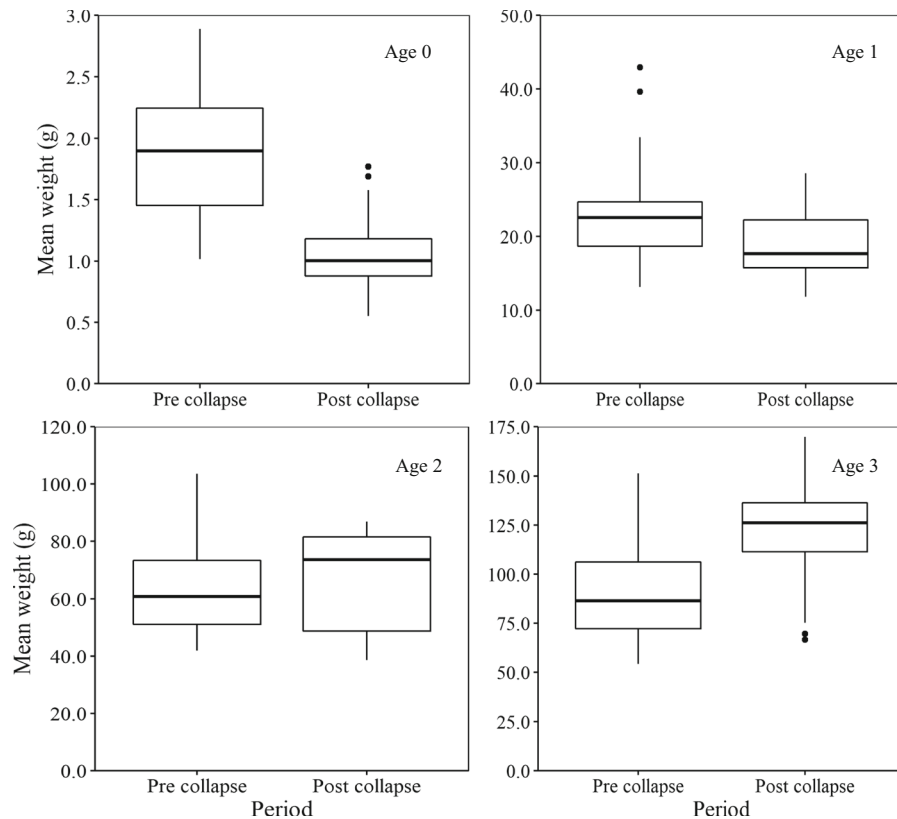 Mean weight (g)
3.0
2.5
2.0
1.5
1.0
0.5
0.0
Age 0
Pre collapse Post collapse
50.0
40.0
30.0
20.0
10.0
0.0
Age 1
Pre collapse Post collapse
Mean weight (g)
120.0
100.0
80.0
60.0
40.0
20.0
0.0
Age 2
Pre collapse Post collapse
Period
175.0
150.0
125.0
100.0
75.0
50.0
25.0
0.0
Age 3
Pre collapse Post collapse
Period